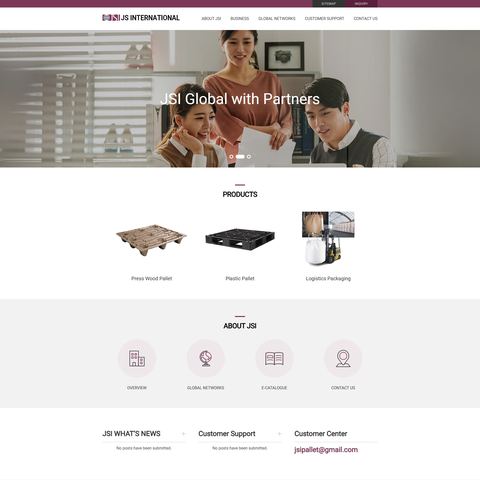 SITEMAP INQUIRY
JS INTERNATIONAL
ABOUT JSI BUSINESS GLOBAL NETWORKS CUSTOMER SUPPORT CONTACT US
JSI Global with Partners
PRODUCTS
Press Wood Pallet Plastic Pallet Logistics Packaging
ABOUT JSI
OVERVIEW GLOBAL NETWORKS E-CATALOGUE CONTACT US
JSI WHAT'S NEWS Customer Support Customer Center
No posts have been submitted. No posts have been submitted. jsipallet@gmail.com